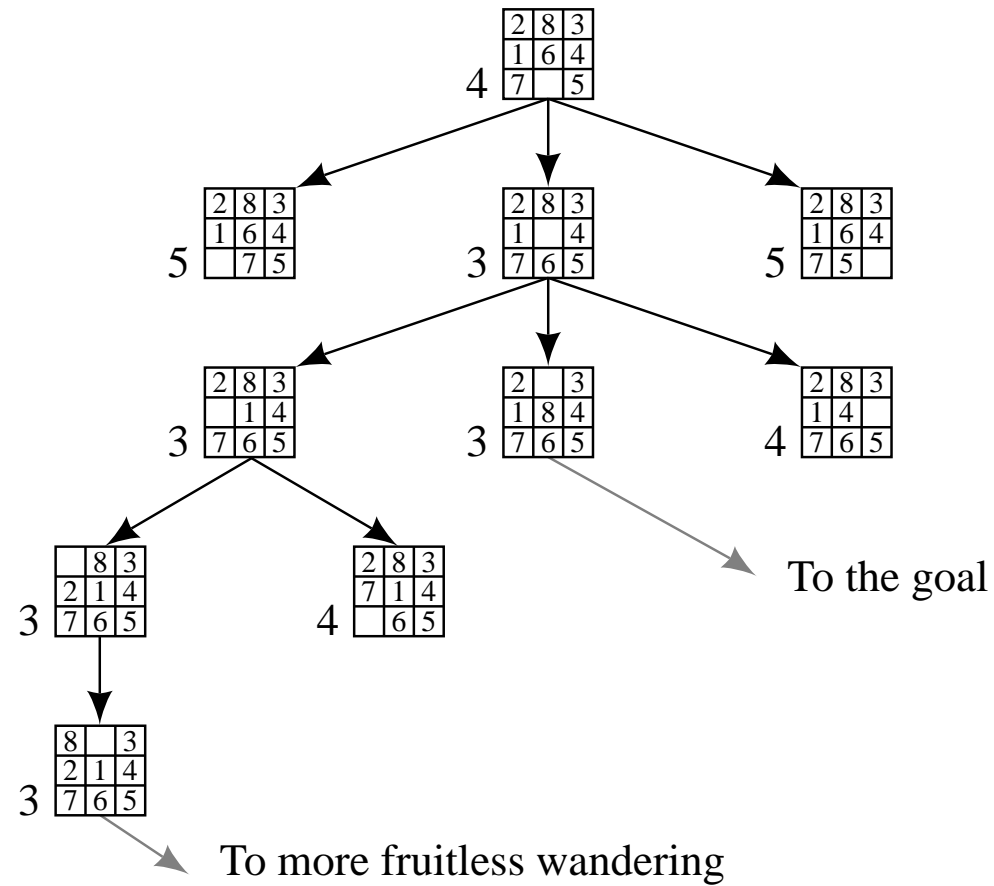 2 8 3
1 6 4
4 7 5
2 8 3 2 8 3 2 8 3
1 6 4 1 4 1 6 4
5 7 5 3 7 6 5 5 7 5
2 8 3 2 3 2 8 3
1 4 1 8 4 1 4
3 7 6 5 3 7 6 5 4 7 6 5
8 3 2 8 3
2 1 4 7 1 4
To the goal
3 7 6 5 4 6 5
8 3
2 1 4
3 7 6 5
To more fruitless wandering